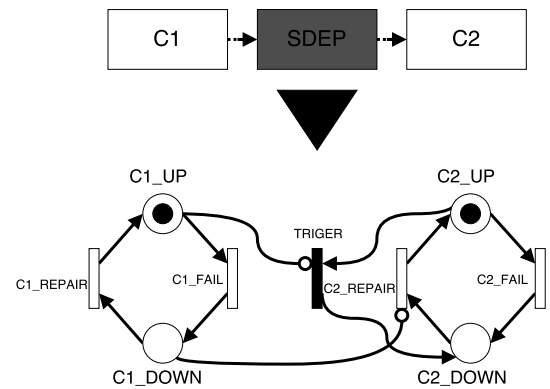 C1
SDEP
C2
C1_UP
C2_UP
TRIGER
C1_REPAIR
C1_FAIL
C2_REPAIR
C2_FAIL
C1_DOWN
C2_DOWN